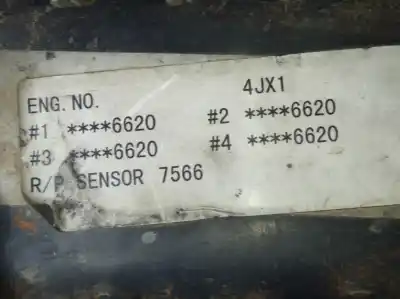 ENG. NO. 4JX1
#1 ****6620 #2 ****6620
#3 ****6620 #4 ****6620
R/P SENSOR 7566